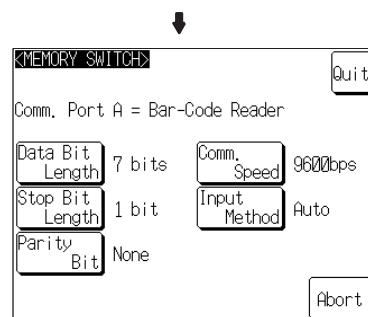 <MEMORY SWITCH>
Quit
Comm. Port A = Bar-Code Reader
Data Bit Length 7 bits Comm. Speed 9600bps
Stop Bit Length 1 bit Input Method Auto
Parity Bit None
Abort